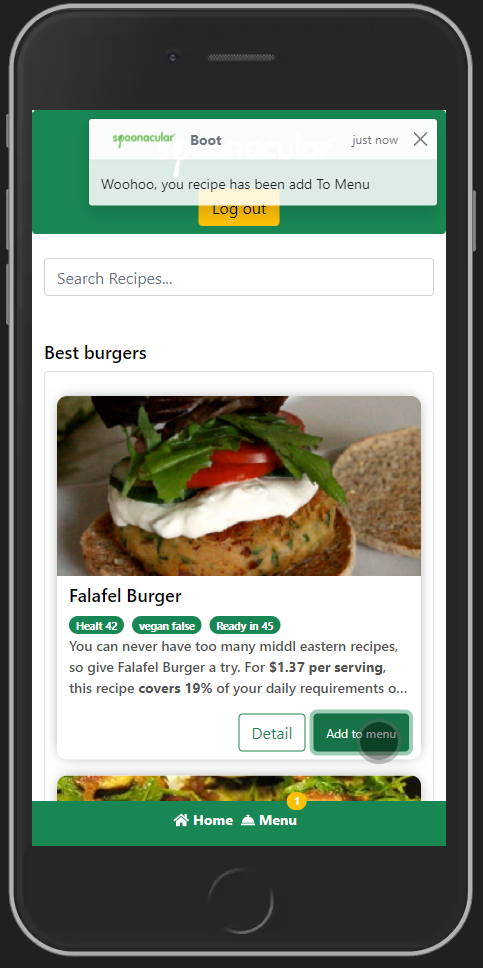 spoonacular Boot just now
spoonacular
Woohoo, you recipe has been add To Menu
Log out
Search Recipes...
Best burgers
Falafel Burger
Healt 42 vegan false Ready in 45
You can never have too many middl eastern recipes,
so give Falafel Burger a try. For $1.37 per serving,
this recipe covers 19% of your daily requirements o...
Detail Add to menu
1
Home Menu